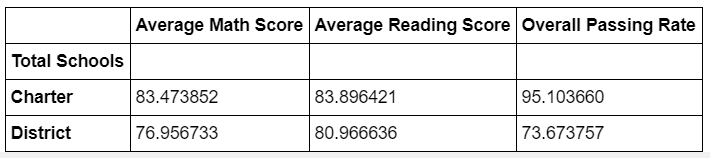 Average Math Score Average Reading Score Overall Passing Rate
Total Schools
Charter 83.473852 83.896421 95.103660
District 76.956733 80.966636 73.673757